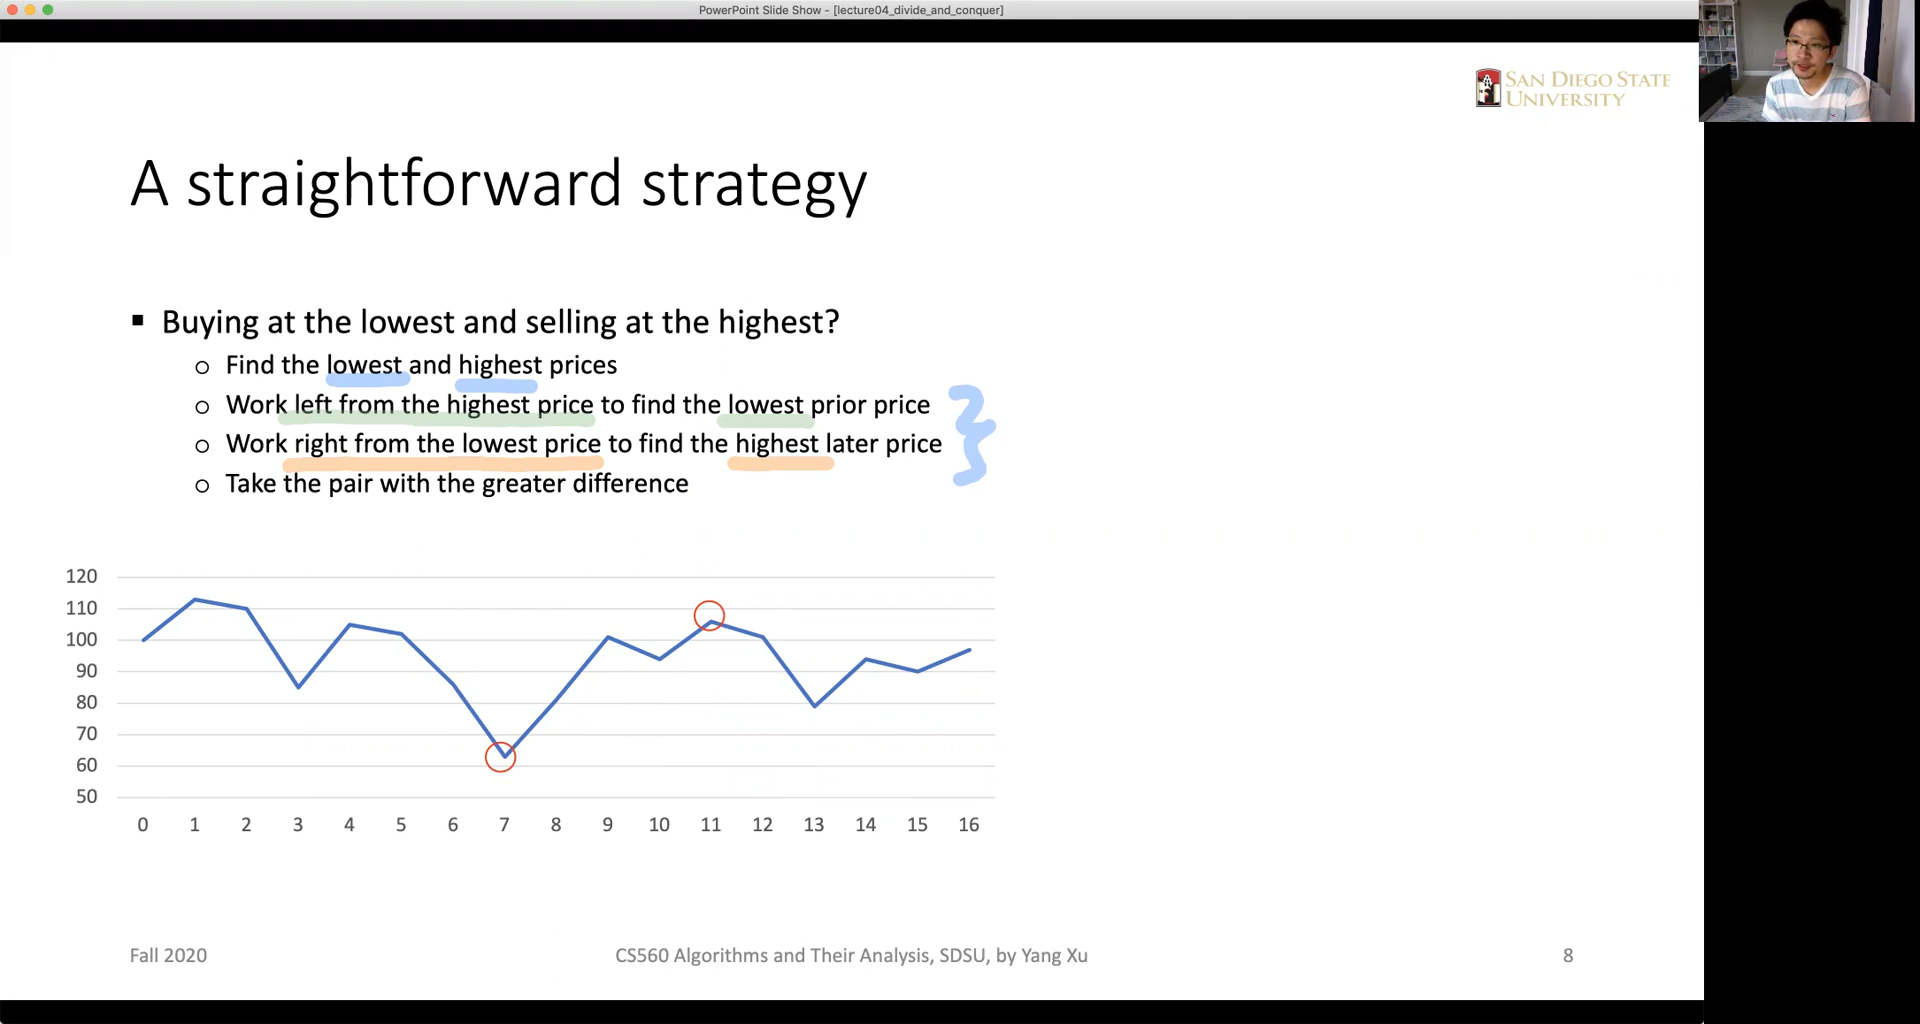 PowerPoint Slide Show - [lecture04_divide_and_conquer]
SAN DIEGO STATE
UNIVERSITY
A straightforward strategy
▪ Buying at the lowest and selling at the highest?
o Find the lowest and highest prices
o Work left from the highest price to find the lowest prior price
o Work right from the lowest price to find the highest later price
o Take the pair with the greater difference
120
110
100
90
80
70
60
50
0 1 2 3 4 5 6 7 8 9 10 11 12 13 14 15 16
Fall 2020
CS560 Algorithms and Their Analysis, SDSU, by Yang Xu
8